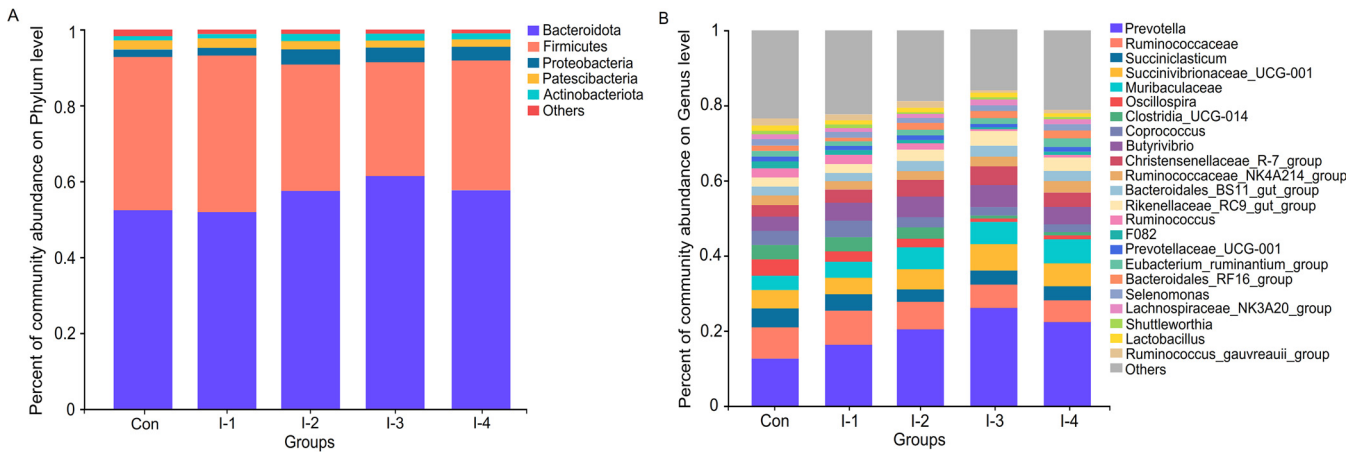 A
Percent of community abundance on Phylum level
1
0.8
0.6
0.4
0.2
0
Con
I-1
I-2
I-3
I-4
Groups
Bacteroidota
Firmicutes
Proteobacteria
Patescibacteria
Actinobacteriota
Others
B
Percent of community abundance on Genus level
1
0.8
0.6
0.4
0.2
0
Con
I-1
I-2
I-3
I-4
Groups
Prevotella
Ruminococcaceae
Succiniclasticum
Succinivibrionaceae_UCG-001
Muribaculaceae
Oscillospira
Clostridia_UCG-014
Coprococcus
Butyrivibrio
Christensenellaceae_R-7_group
Ruminococcaceae_NK4A214_group
Bacteroidales_BS11_gut_group
Rikenellaceae_RC9_gut_group
Ruminococcus
F082
Prevotellaceae_UCG-001
Eubacterium_ruminantium_group
Bacteroidales_RF16_group
Selenomonas
Lachnospiraceae_NK3A20_group
Shuttleworthia
Lactobacillus
Ruminococcus_gauvreauii_group
Others